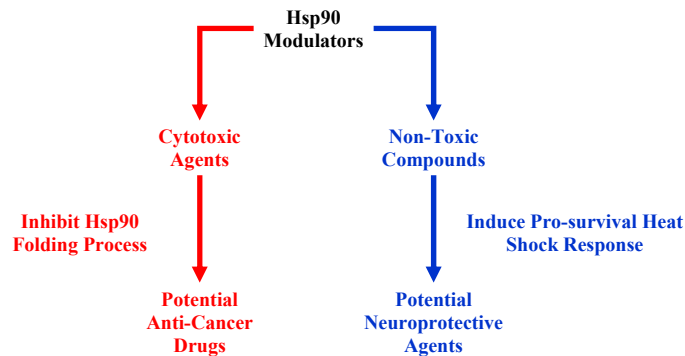 Hsp90
Modulators
Cytotoxic
Agents
Non-Toxic
Compounds
Inhibit Hsp90
Folding Process
Induce Pro-survival Heat
Shock Response
Potential
Anti-Cancer
Drugs
Potential
Neuroprotective
Agents